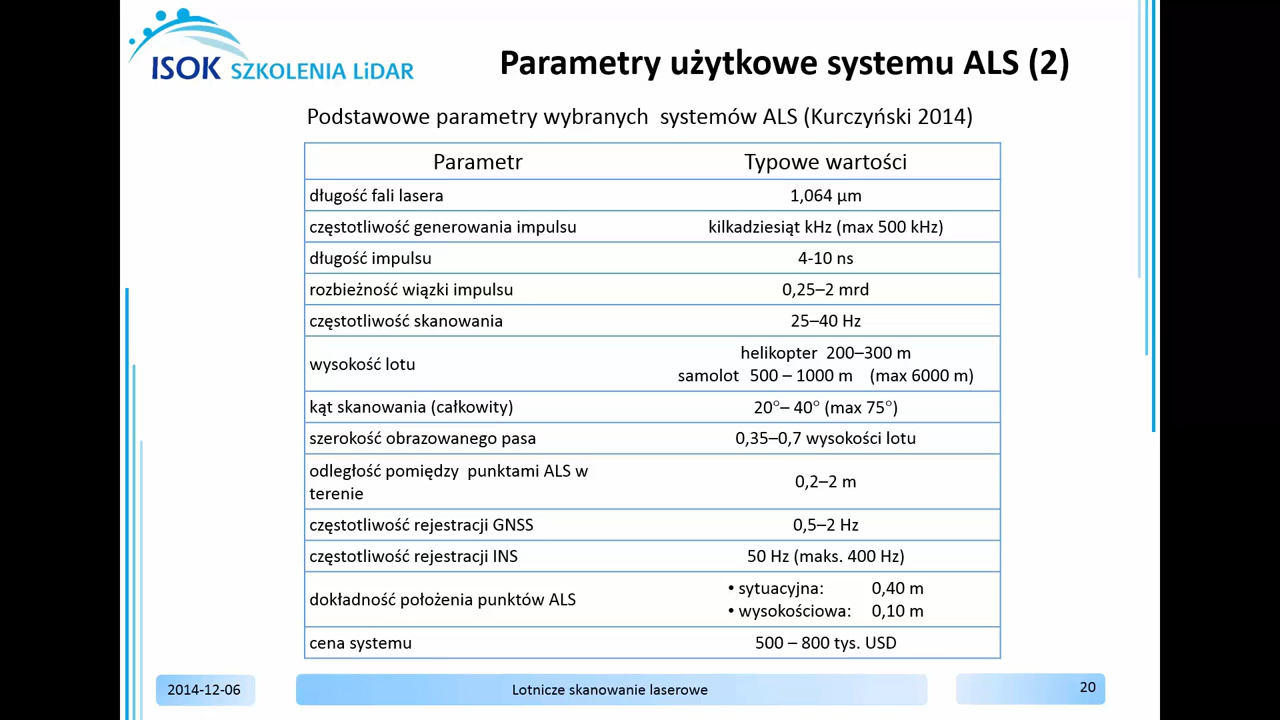 ISOK SZKOLENIA LiDAR
Parametry użytkowe systemu ALS (2)
Podstawowe parametry wybranych systemów ALS (Kurczyński 2014)
Parametr Typowe wartości
długość fali lasera 1,064 µm
częstotliwość generowania impulsu kilkadziesiąt kHz (max 500 kHz)
długość impulsu 4-10 ns
rozbieżność wiązki impulsu 0,25–2 mrd
częstotliwość skanowania 25–40 Hz
wysokość lotu helikopter 200–300 m
samolot 500 – 1000 m (max 6000 m)
kąt skanowania (całkowity) 20°– 40° (max 75°)
szerokość obrazowanego pasa 0,35–0,7 wysokości lotu
odległość pomiędzy punktami ALS w
terenie 0,2–2 m
częstotliwość rejestracji GNSS 0,5–2 Hz
częstotliwość rejestracji INS 50 Hz (maks. 400 Hz)
dokładność położenia punktów ALS • sytuacyjna: 0,40 m
• wysokościowa: 0,10 m
cena systemu 500 – 800 tys. USD
2014-12-06 Lotnicze skanowanie laserowe 20